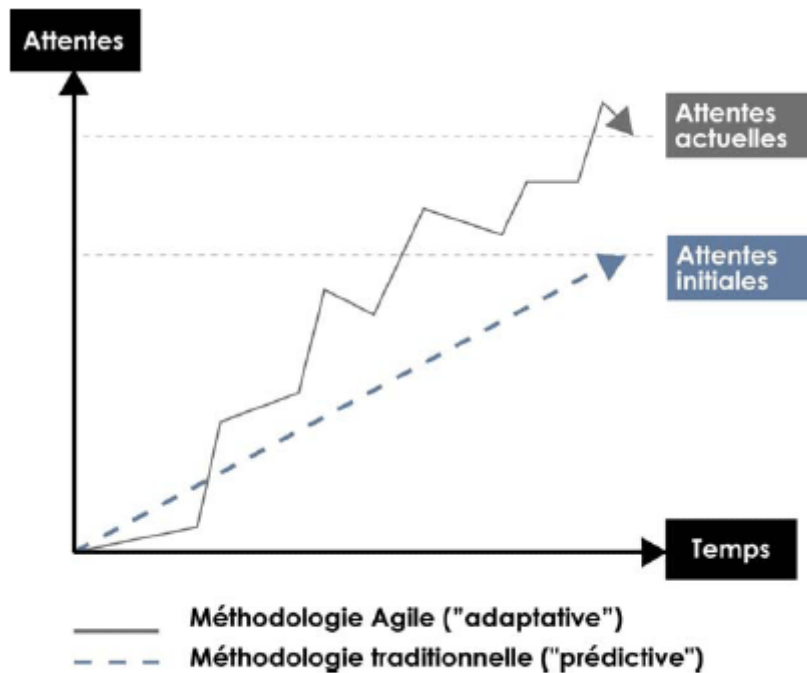 Attentes
Attentes
actuelles
Attentes
initiales
Temps
Méthodologie Agile ("adaptative")
Méthodologie traditionnelle ("prédictive")